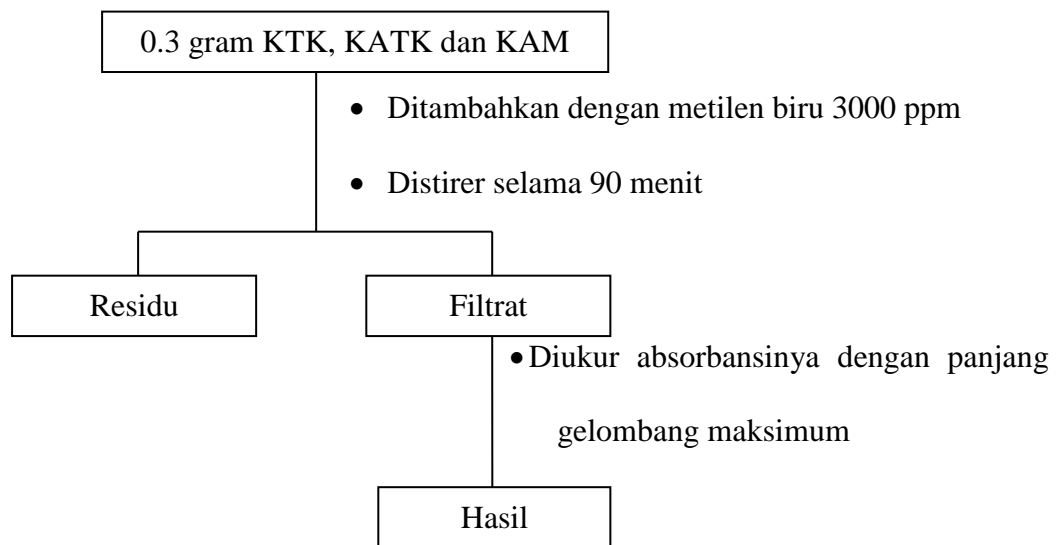 0.3 gram KTK, KATK dan KAM
• Ditambahkan dengan metilen biru 3000 ppm
• Distirer selama 90 menit
Residu
Filtrat
• Diukur absorbansinya dengan panjang
gelombang maksimum
Hasil